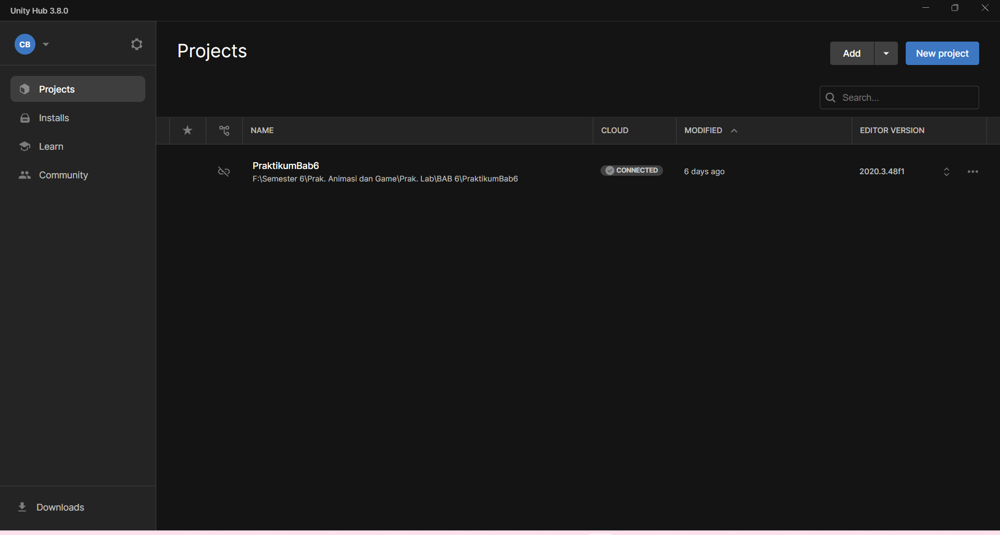 Unity Hub 3.8.0
CB
Projects
Add
New project
Projects
Installs
Learn
Community
Search...
NAME
CLOUD
MODIFIED
EDITOR VERSION
PraktikumBab6
F:\Semester 6\Prak. Animasi dan Game\Prak. Lab\BAB 6\PraktikumBab6
CONNECTED
6 days ago
2020.3.48f1
Downloads